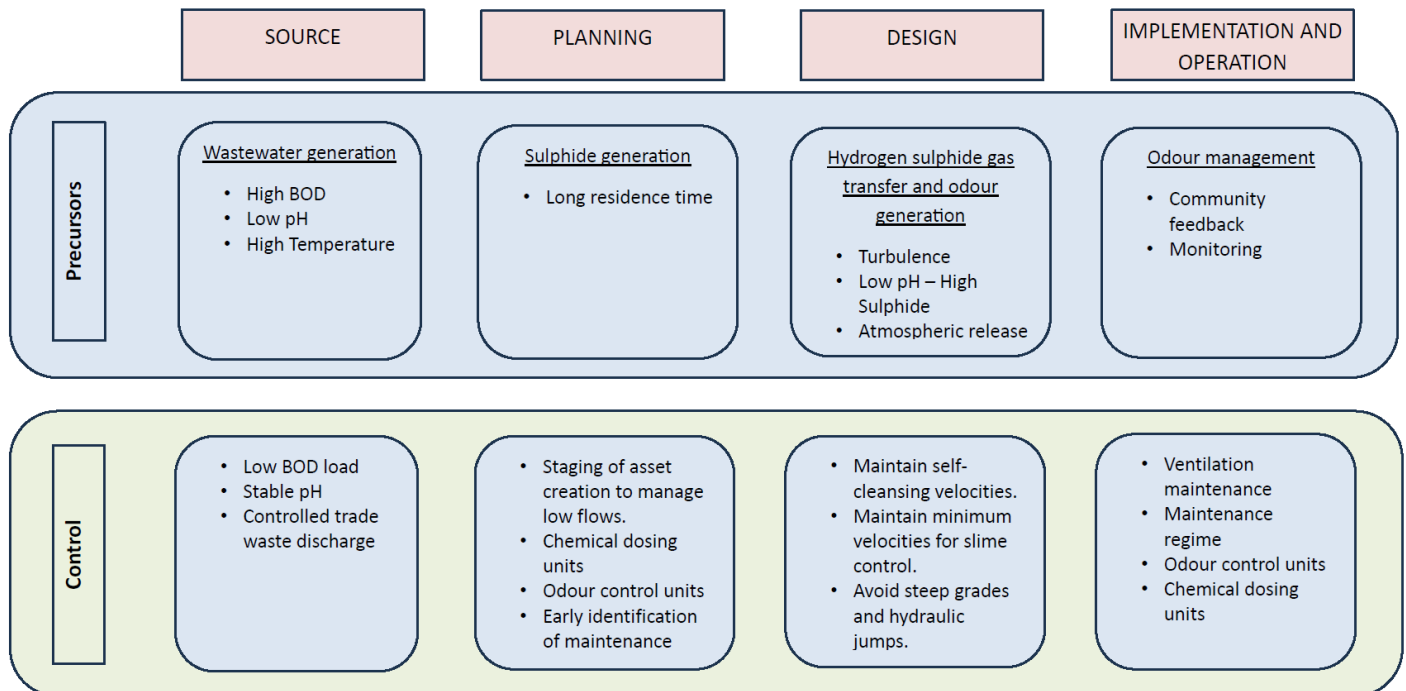 SOURCE
PLANNING
DESIGN
IMPLEMENTATION AND
OPERATION
Precursors
Wastewater generation
• High BOD
• Low pH
• High Temperature
Sulphide generation
• Long residence time
Hydrogen sulphide gas
transfer and odour
generation
• Turbulence
• Low pH – High
Sulphide
• Atmospheric release
Odour management
• Community
feedback
• Monitoring
Control
• Low BOD load
• Stable pH
• Controlled trade
waste discharge
• Staging of asset
creation to manage
low flows.
• Chemical dosing
units
• Odour control units
• Early identification
of maintenance
• Maintain self-
cleansing velocities.
• Maintain minimum
velocities for slime
control.
• Avoid steep grades
and hydraulic
jumps.
• Ventilation
maintenance
• Maintenance
regime
• Odour control units
• Chemical dosing
units